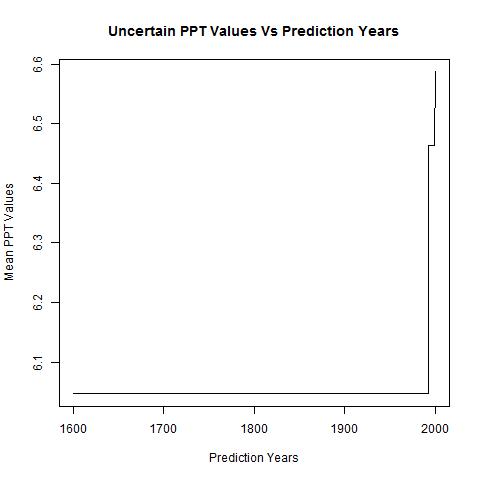 Uncertain PPT Values Vs Prediction Years
6.6
6.5
6.4
6.3
6.2
6.1
Mean PPT Values
1600 1700 1800 1900 2000
Prediction Years